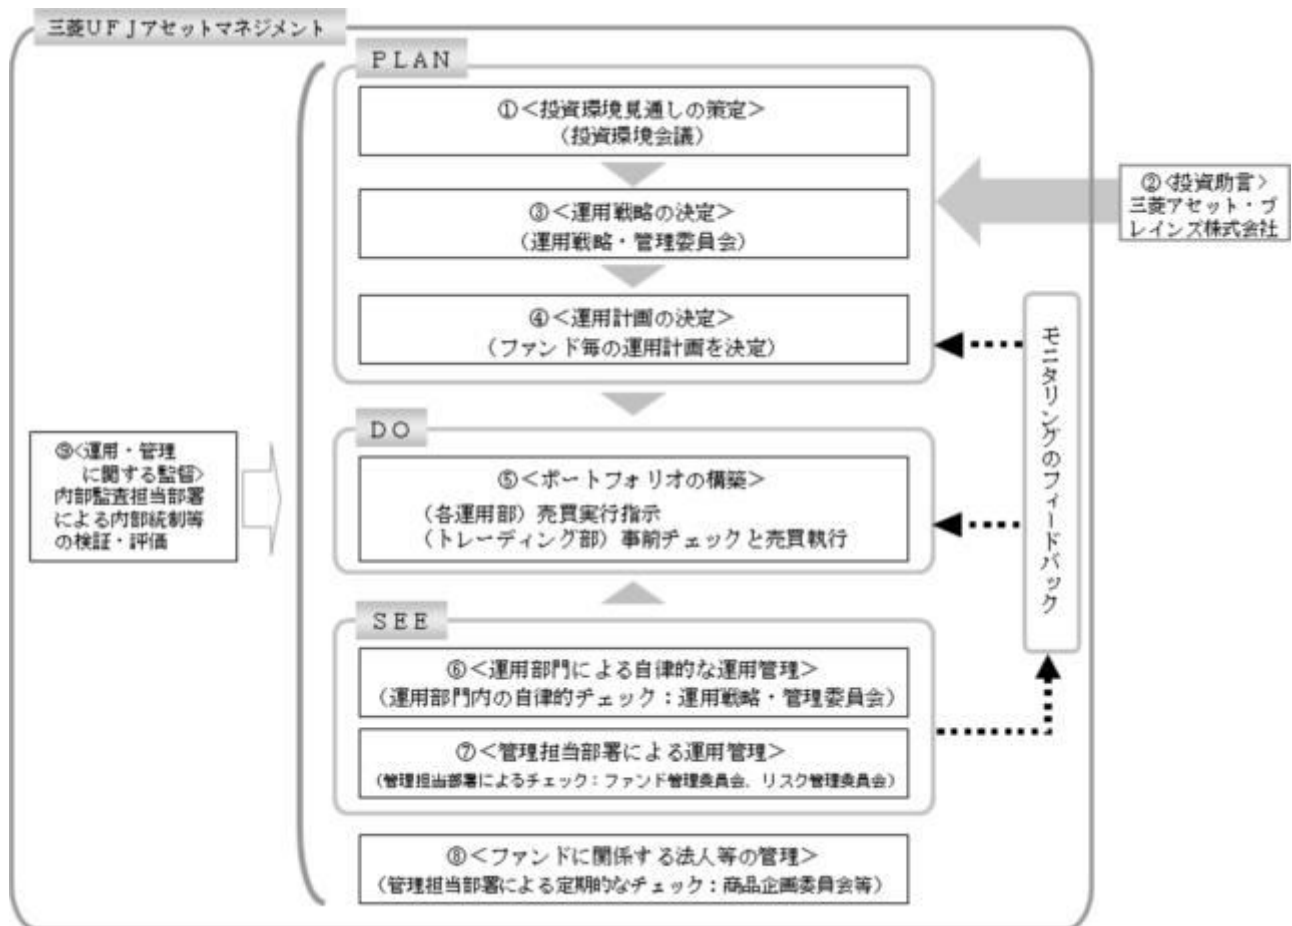 三菱UFJアセットマネジメント
PLAN
①<投資環境見通しの策定>
(投資環境会議)
③<運用戦略の決定>
(運用戦略・管理委員会)
④<運用計画の決定>
(ファンド毎の運用計画を決定)
②<投資助言>
三菱アセット・ブ
レインズ株式会社
モニタリングのフィードバック
DO
⑤<ポートフォリオの構築>
(各運用部)売買実行指示
(トレーディング部)事前チェックと売買執行
⑨<運用・管理
に関する監督>
内部監査担当部署
による内部統制等
の検証・評価
SEE
⑥<運用部門による自律的な運用管理>
(運用部門内の自律的チェック:運用戦略・管理委員会)
⑦<管理担当部署による運用管理>
(管理担当部署によるチェック:ファンド管理委員会、リスク管理委員会)
⑧<ファンドに関係する法人等の管理>
(管理担当部署による定期的なチェック:商品企画委員会等)